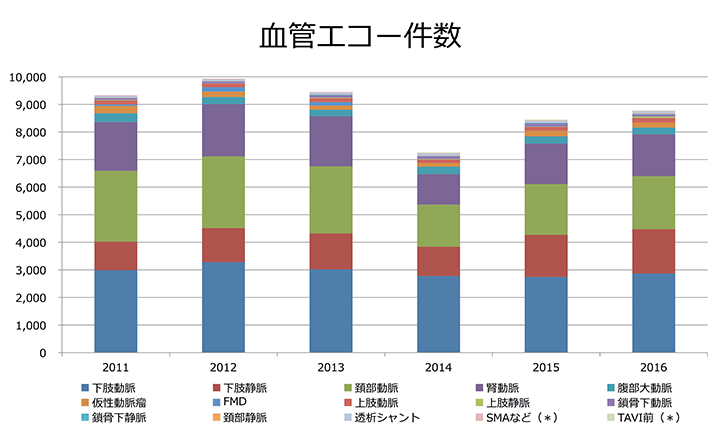 血管エコー件数
10,000
9,000
8,000
7,000
6,000
5,000
4,000
3,000
2,000
1,000
0
2011 2012 2013 2014 2015 2016
下肢動脈 下肢静脈 頚部動脈 腎動脈 腹部大動脈
仮性動脈瘤 FMD 上肢動脈 上肢静脈 鎖骨下動脈
鎖骨下静脈 頚部静脈 透析シャント SMAなど（＊） TAVI前（＊）